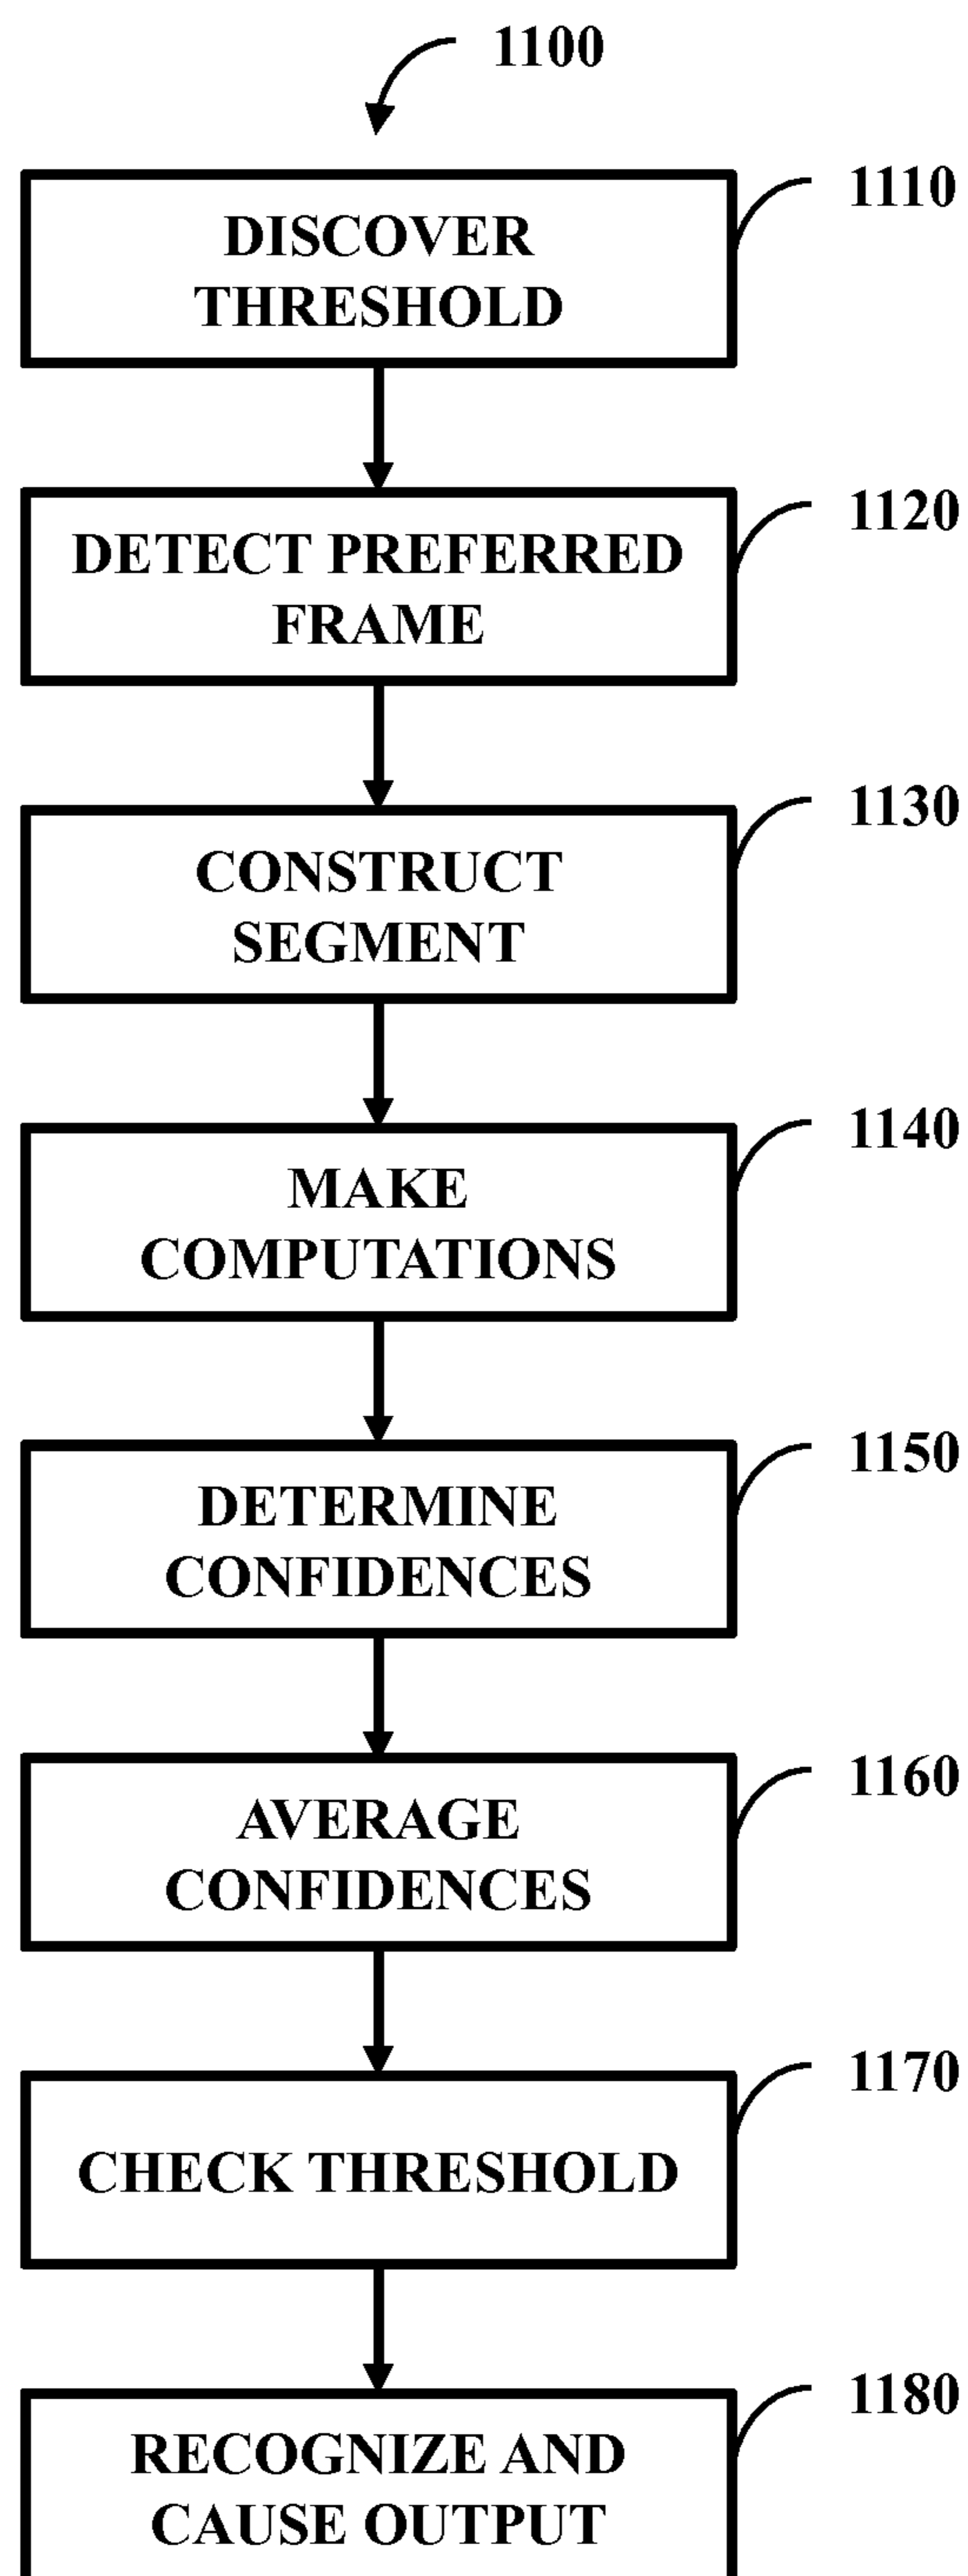 1100
1110
DISCOVER
THRESHOLD
1120
DETECT PREFERRED
FRAME
1130
CONSTRUCT
SEGMENT
1140
MAKE
COMPUTATIONS
1150
DETERMINE
CONFIDENCES
1160
AVERAGE
CONFIDENCES
1170
CHECK THRESHOLD
1180
RECOGNIZE AND
CAUSE OUTPUT